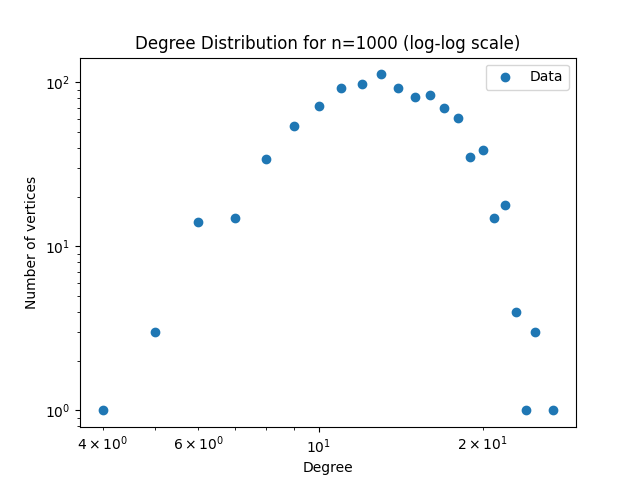 Degree Distribution for n=1000 (log-log scale)
Data
Number of vertices
10²
10¹
10⁰
4 × 10⁰
6 × 10⁰
10¹
2 × 10¹
Degree